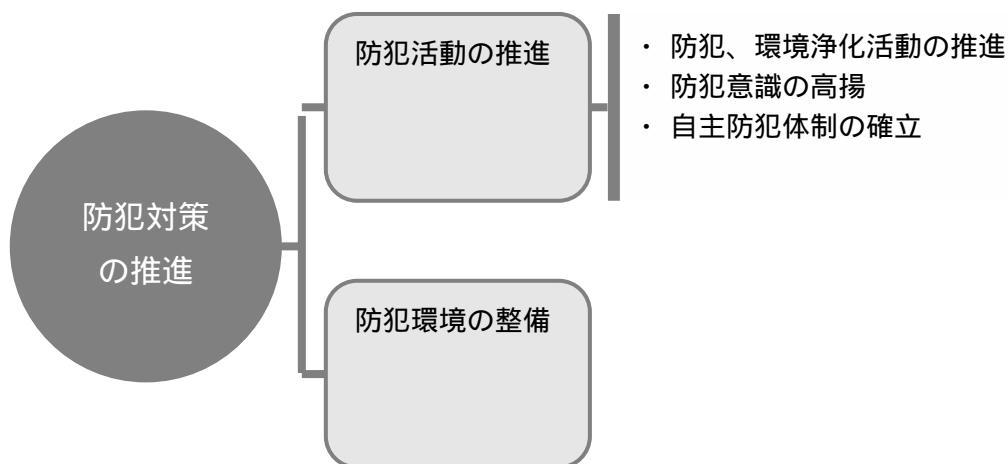 防犯対策
の推進
防犯活動の推進
・ 防犯、環境浄化活動の推進
・ 防犯意識の高揚
・ 自主防犯体制の確立
防犯環境の整備